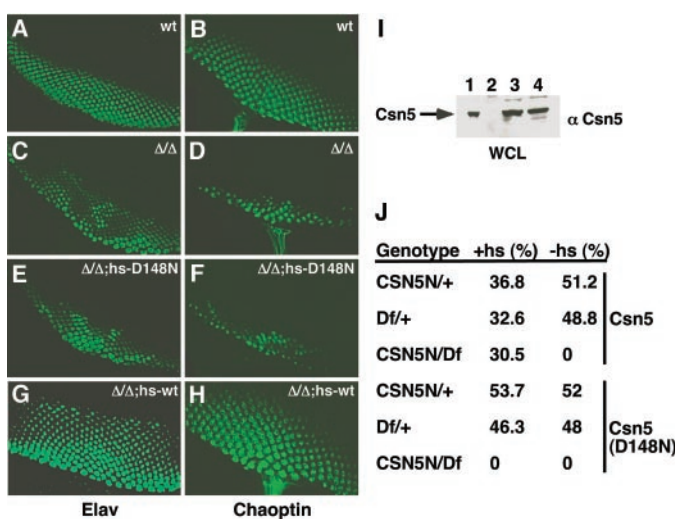 A
wt
B
wt
C
Δ/Δ
D
Δ/Δ
E
Δ/Δ;hs-D148N
F
Δ/Δ;hs-D148N
G
Δ/Δ;hs-wt
H
Δ/Δ;hs-wt
Elav
Chaoptin
I
1 2 3 4
Csn5
α Csn5
WCL
J
Genotype +hs (%) -hs (%)
CSN5N/+ 36.8 51.2
Df/+ 32.6 48.8 Csn5
CSN5N/Df 30.5 0
CSN5N/+ 53.7 52
Df/+ 46.3 48 Csn5
(D148N)
CSN5N/Df 0 0